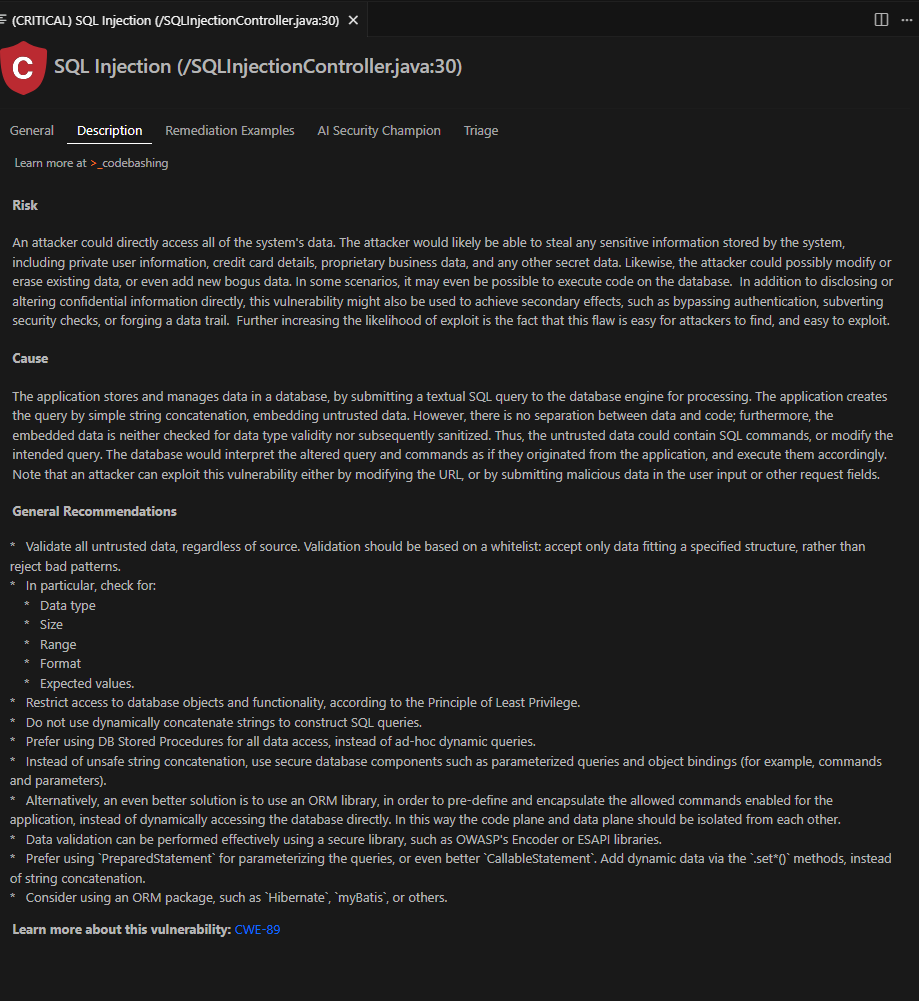 (CRITICAL) SQL Injection (/SQLInjectionController.java:30)
C
SQL Injection (/SQLInjectionController.java:30)
General Description Remediation Examples AI Security Champion Triage
Learn more at >_codebashing
Risk
An attacker could directly access all of the system's data. The attacker would likely be able to steal any sensitive information stored by the system,
including private user information, credit card details, proprietary business data, and any other secret data. Likewise, the attacker could possibly modify or
erase existing data, or even add new bogus data. In some scenarios, it may even be possible to execute code on the database.  In addition to disclosing or
altering confidential information directly, this vulnerability might also be used to achieve secondary effects, such as bypassing authentication, subverting
security checks, or forging a data trail.  Further increasing the likelihood of exploit is the fact that this flaw is easy for attackers to find, and easy to exploit.
Cause
The application stores and manages data in a database, by submitting a textual SQL query to the database engine for processing. The application creates
the query by simple string concatenation, embedding untrusted data. However, there is no separation between data and code; furthermore, the
embedded data is neither checked for data type validity nor subsequently sanitized. Thus, the untrusted data could contain SQL commands, or modify the
intended query. The database would interpret the altered query and commands as if they originated from the application, and execute them accordingly.
Note that an attacker can exploit this vulnerability either by modifying the URL, or by submitting malicious data in the user input or other request fields.
General Recommendations
* Validate all untrusted data, regardless of source. Validation should be based on a whitelist: accept only data fitting a specified structure, rather than
reject bad patterns.
* In particular, check for:
* Data type
* Size
* Range
* Format
* Expected values.
* Restrict access to database objects and functionality, according to the Principle of Least Privilege.
* Do not use dynamically concatenate strings to construct SQL queries.
* Prefer using DB Stored Procedures for all data access, instead of ad-hoc dynamic queries.
* Instead of unsafe string concatenation, use secure database components such as parameterized queries and object bindings (for example, commands
and parameters).
* Alternatively, an even better solution is to use an ORM library, in order to pre-define and encapsulate the allowed commands enabled for the
application, instead of dynamically accessing the database directly. In this way the code plane and data plane should be isolated from each other.
* Data validation can be performed effectively using a secure library, such as OWASP's Encoder or ESAPI libraries.
* Prefer using `PreparedStatement` for parameterizing the queries, or even better `CallableStatement`. Add dynamic data via the `.set*()` methods, instead
of string concatenation.
* Consider using an ORM package, such as `Hibernate`, `myBatis`, or others.
Learn more about this vulnerability: CWE-89